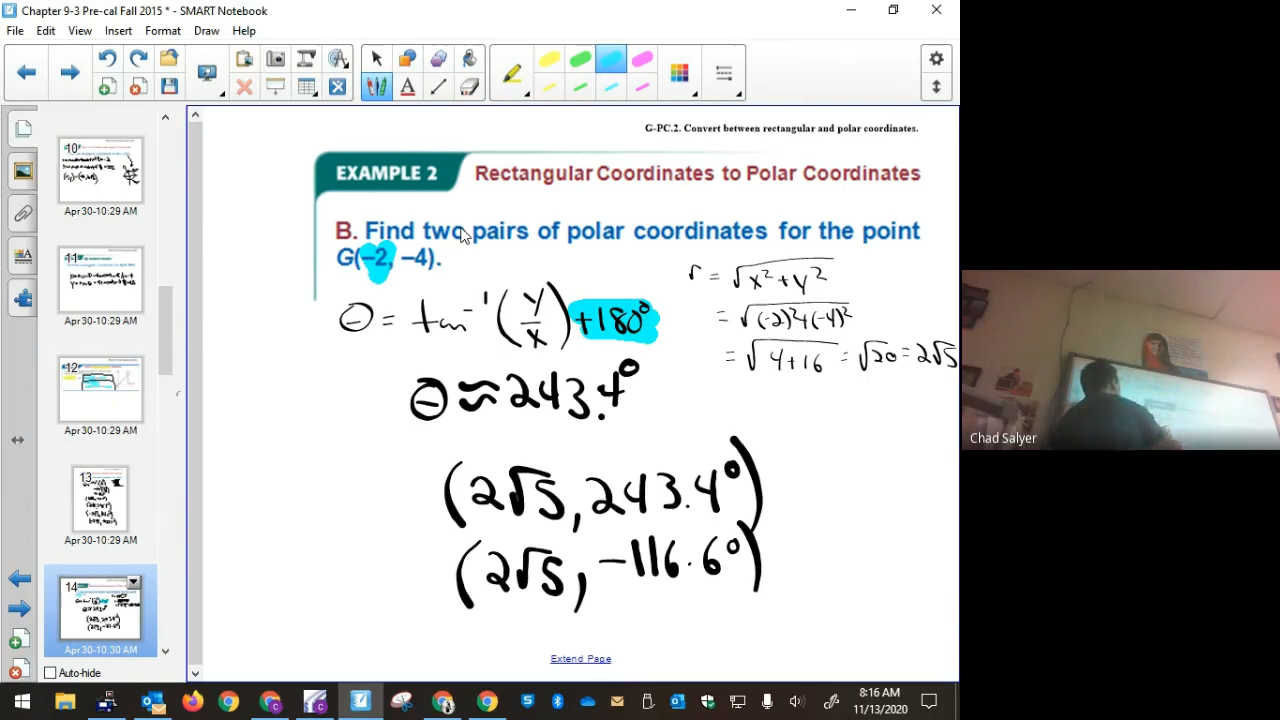 Chapter 9-3 Pre-cal Fall 2015 * - SMART Notebook
File Edit View Insert Format Draw Help
G-PC.2. Convert between rectangular and polar coordinates.
EXAMPLE 2 Rectangular Coordinates to Polar Coordinates
B. Find two pairs of polar coordinates for the point
G(–2, –4).
r = √x² + y²
= √(-2)²+(-4)²
= √4+16 = √20 = 2√5
Θ = tan⁻¹(y/x) +180°
Θ ≈ 243.4°
(2√5, 243.4°)
(2√5, -116.6°)
Extend Page
10
Apr 30-10:29 AM
11
Apr 30-10:29 AM
12
Apr 30-10:29 AM
13
Apr 30-10:29 AM
14
Apr 30-10:30 AM
Auto-hide
Chad Salyer
8:16 AM
11/13/2020